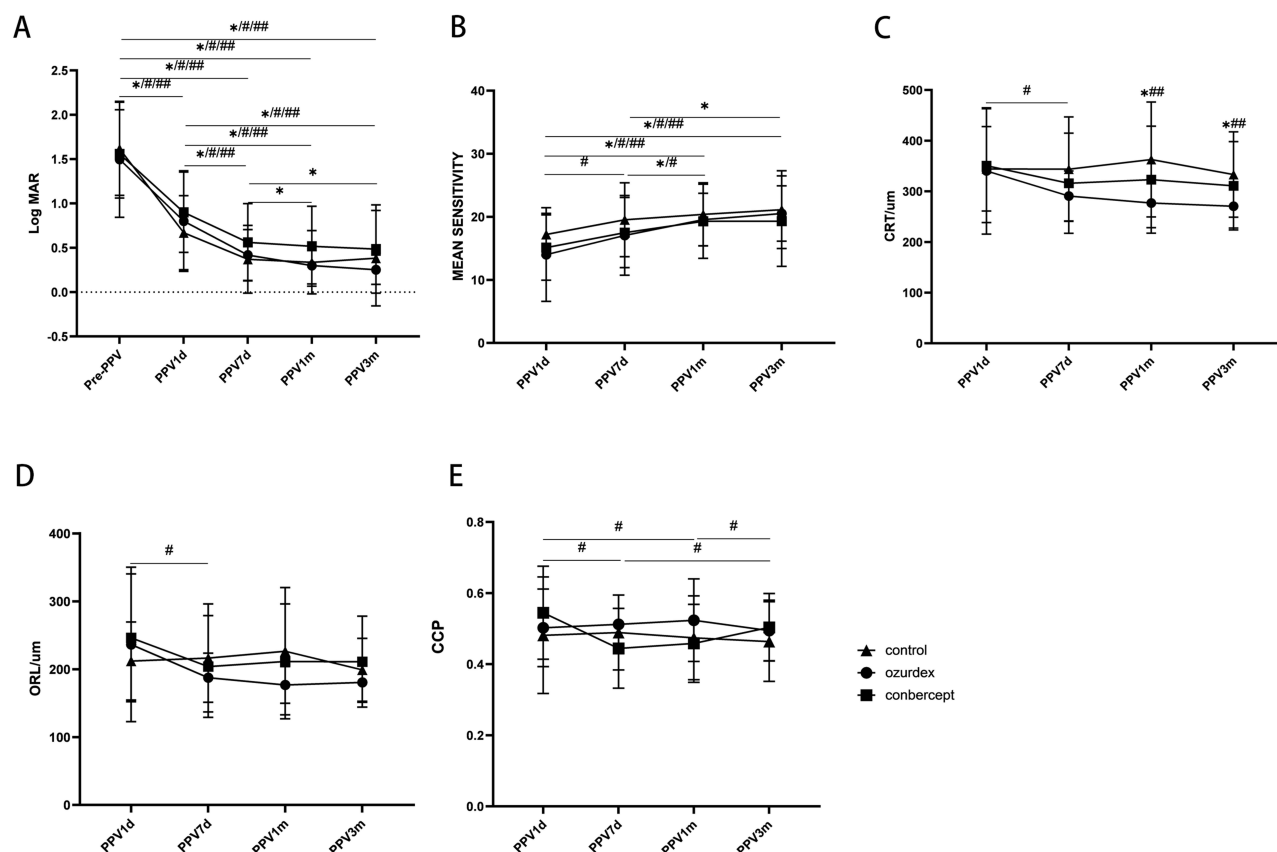 A
*/#/##
*/#/##
*/#/##
*/#/##
*/#/##
*/#/##
*/#/##
*
*
Log MAR
2.5
2.0
1.5
1.0
0.5
0.0
-0.5
Pre-PPV
PPV1d
PPV7d
PPV1m
PPV3m
B
*
*/#/##
*/#/##
#
*/#
MEAN SENSITIVITY
40
30
20
10
0
PPV1d
PPV7d
PPV1m
PPV3m
C
#
*##
*##
CRT/um
500
400
300
200
100
0
PPV1d
PPV7d
PPV1m
PPV3m
D
#
ORL/um
400
300
200
100
0
PPV1d
PPV7d
PPV1m
PPV3m
E
#
#
#
#
CCP
0.8
0.6
0.4
0.2
0.0
PPV1d
PPV7d
PPV1m
PPV3m
control
ozurdex
conbercept